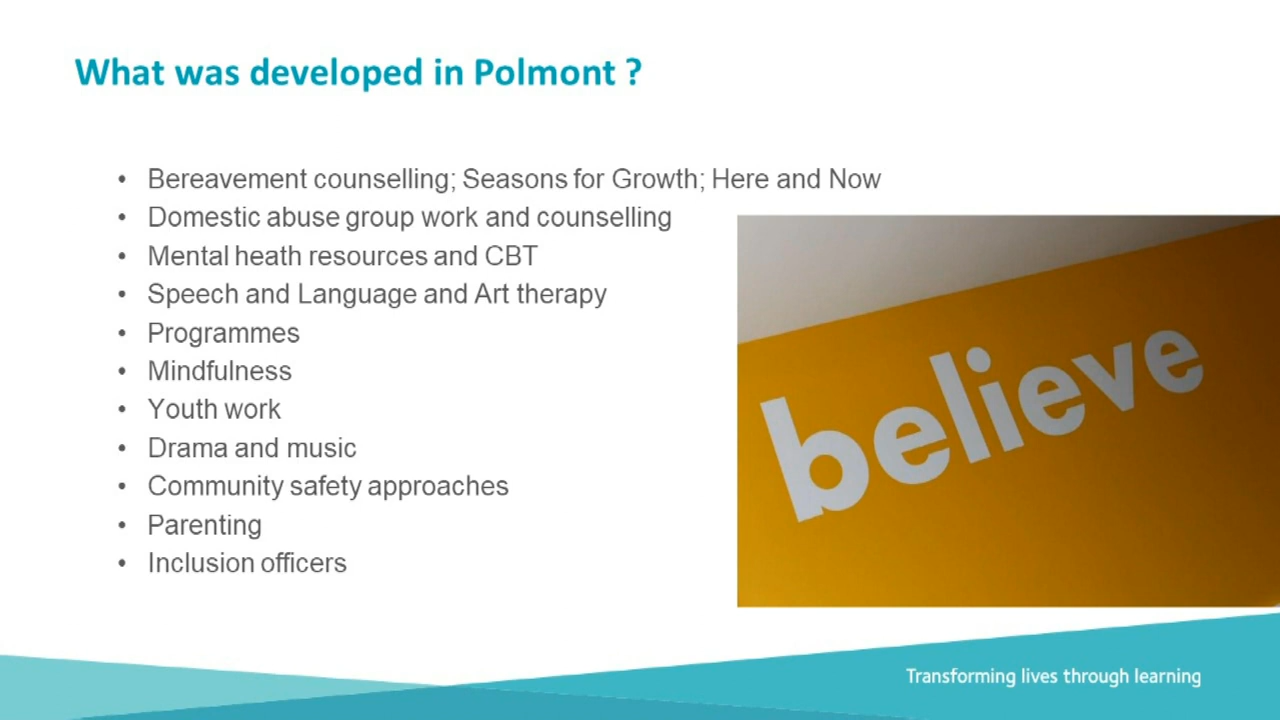 What was developed in Polmont ?
• Bereavement counselling; Seasons for Growth; Here and Now
• Domestic abuse group work and counselling
• Mental heath resources and CBT
• Speech and Language and Art therapy
• Programmes
• Mindfulness
• Youth work
• Drama and music
• Community safety approaches
• Parenting
• Inclusion officers
believe
Transforming lives through learning